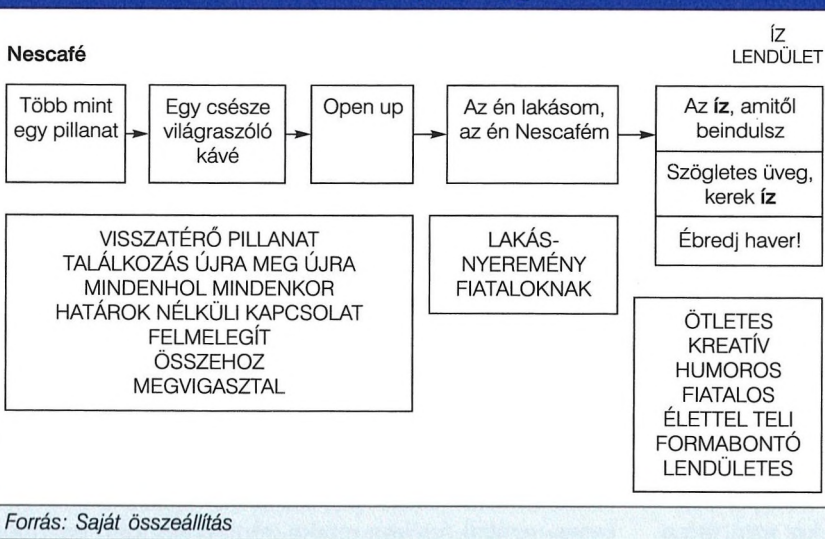 Nescafé
ÍZ
LENDÜLET
Több mint
egy pillanat
Egy csésze
világraszóló
kávé
Open up
Az én lakásom,
az én Nescafém
Az íz, amitől
beindulsz
Szögletes üveg,
kerek íz
Ébredj haver!
VISSZATÉRŐ PILLANAT
TALÁLKOZÁS ÚJRA MEG ÚJRA
MINDENHOL MINDENKOR
HATÁROK NÉLKÜLI KAPCSOLAT
FELMELEGÍT
ÖSSZEHOZ
MEGVIGASZTAL
LAKÁS-
NYEREMÉNY
FIATALOKNAK
ÖTLETES
KREATÍV
HUMOROS
FIATALOS
ÉLETTEL TELI
FORMABONTÓ
LENDÜLETES
Forrás: Saját összeállítás